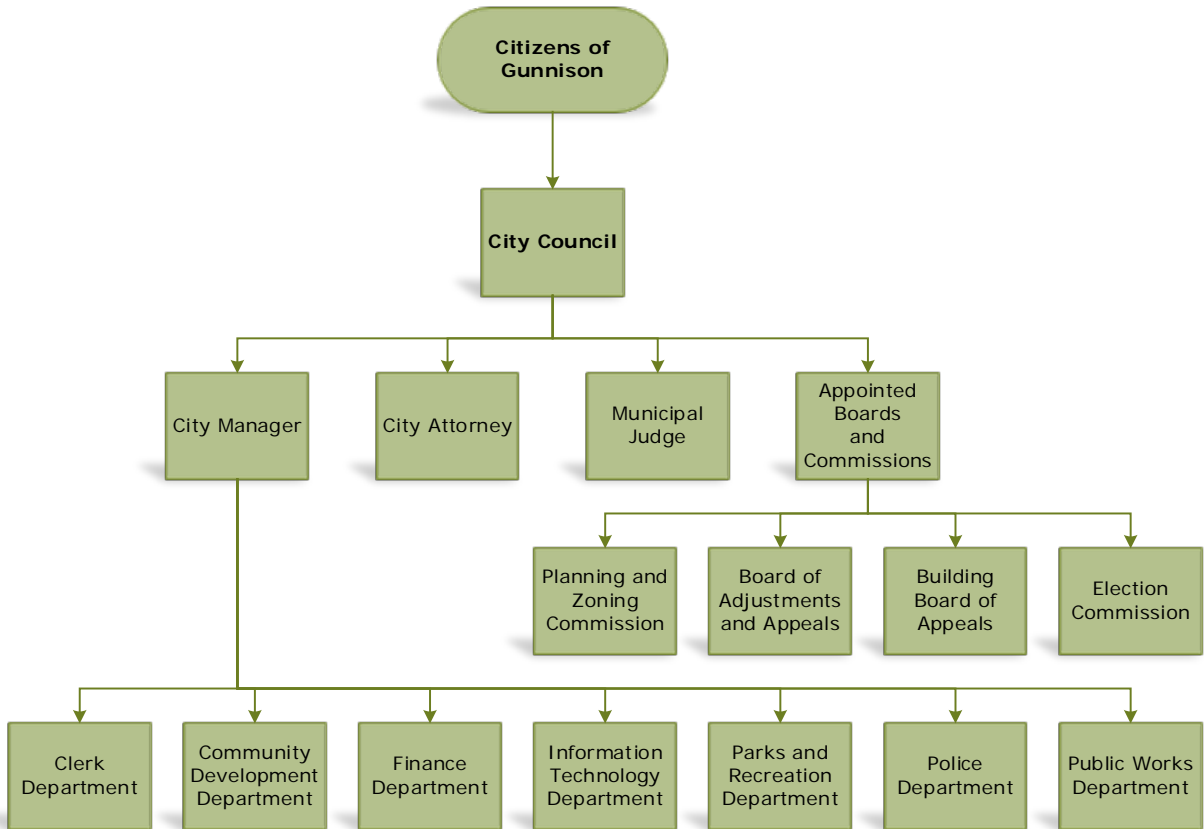 Citizens of
Gunnison
City Council
City Manager
City Attorney
Municipal
Judge
Appointed
Boards
and
Commissions
Planning and
Zoning
Commission
Board of
Adjustments
and Appeals
Building
Board of
Appeals
Election
Commission
Clerk
Department
Community
Development
Department
Finance
Department
Information
Technology
Department
Parks and
Recreation
Department
Police
Department
Public Works
Department